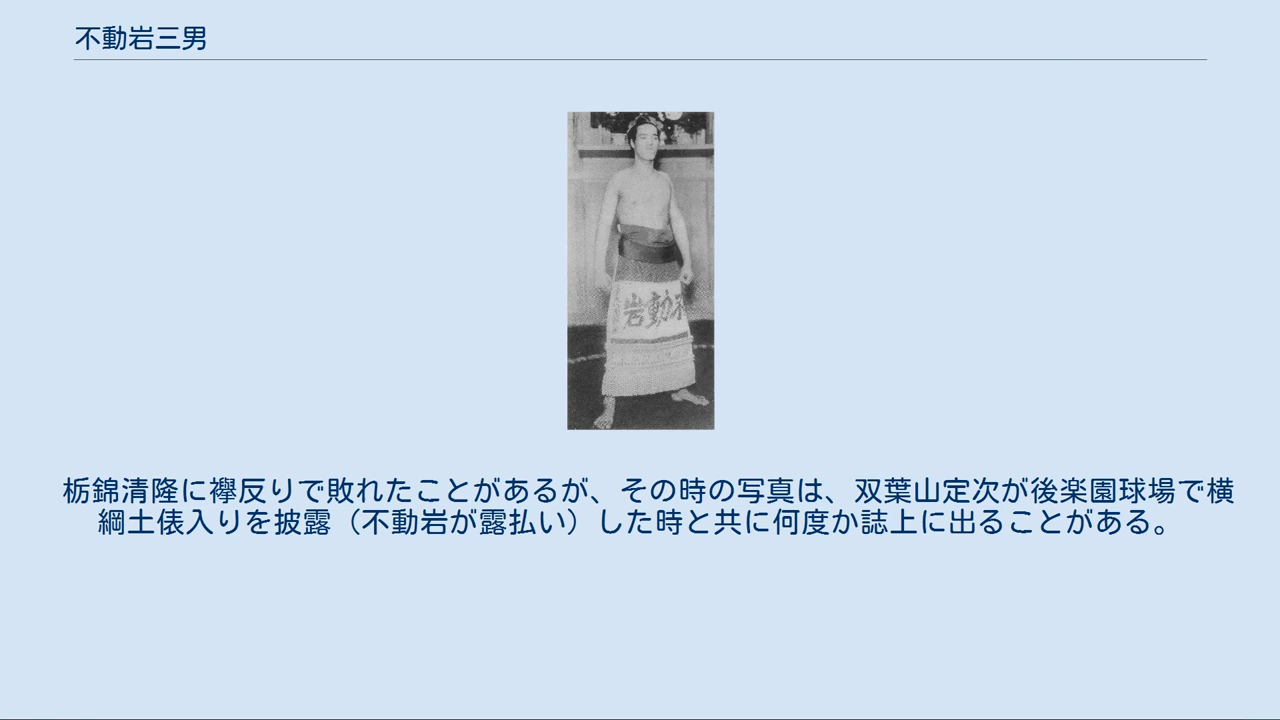 不動岩三男
岩動不
栃錦清隆に襷反りで敗れたことがあるが、その時の写真は、双葉山定次が後楽園球場で横
綱土俵入りを披露（不動岩が露払い）した時と共に何度か誌上に出ることがある。